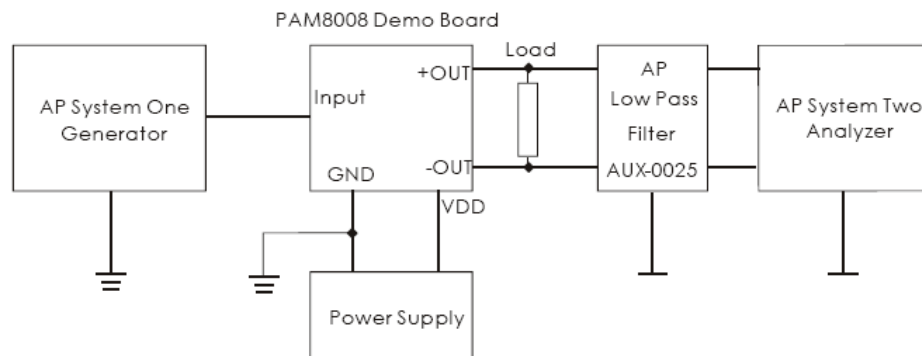 PAM8008 Demo Board
AP System One
Generator
Input
+OUT
-OUT
GND
VDD
Load
AP
Low Pass
Filter
AUX-0025
AP System Two
Analyzer
Power Supply